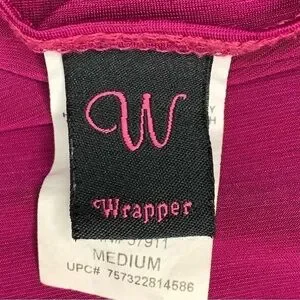 W
Wrapper
37911
MEDIUM
UPC# 757322814586